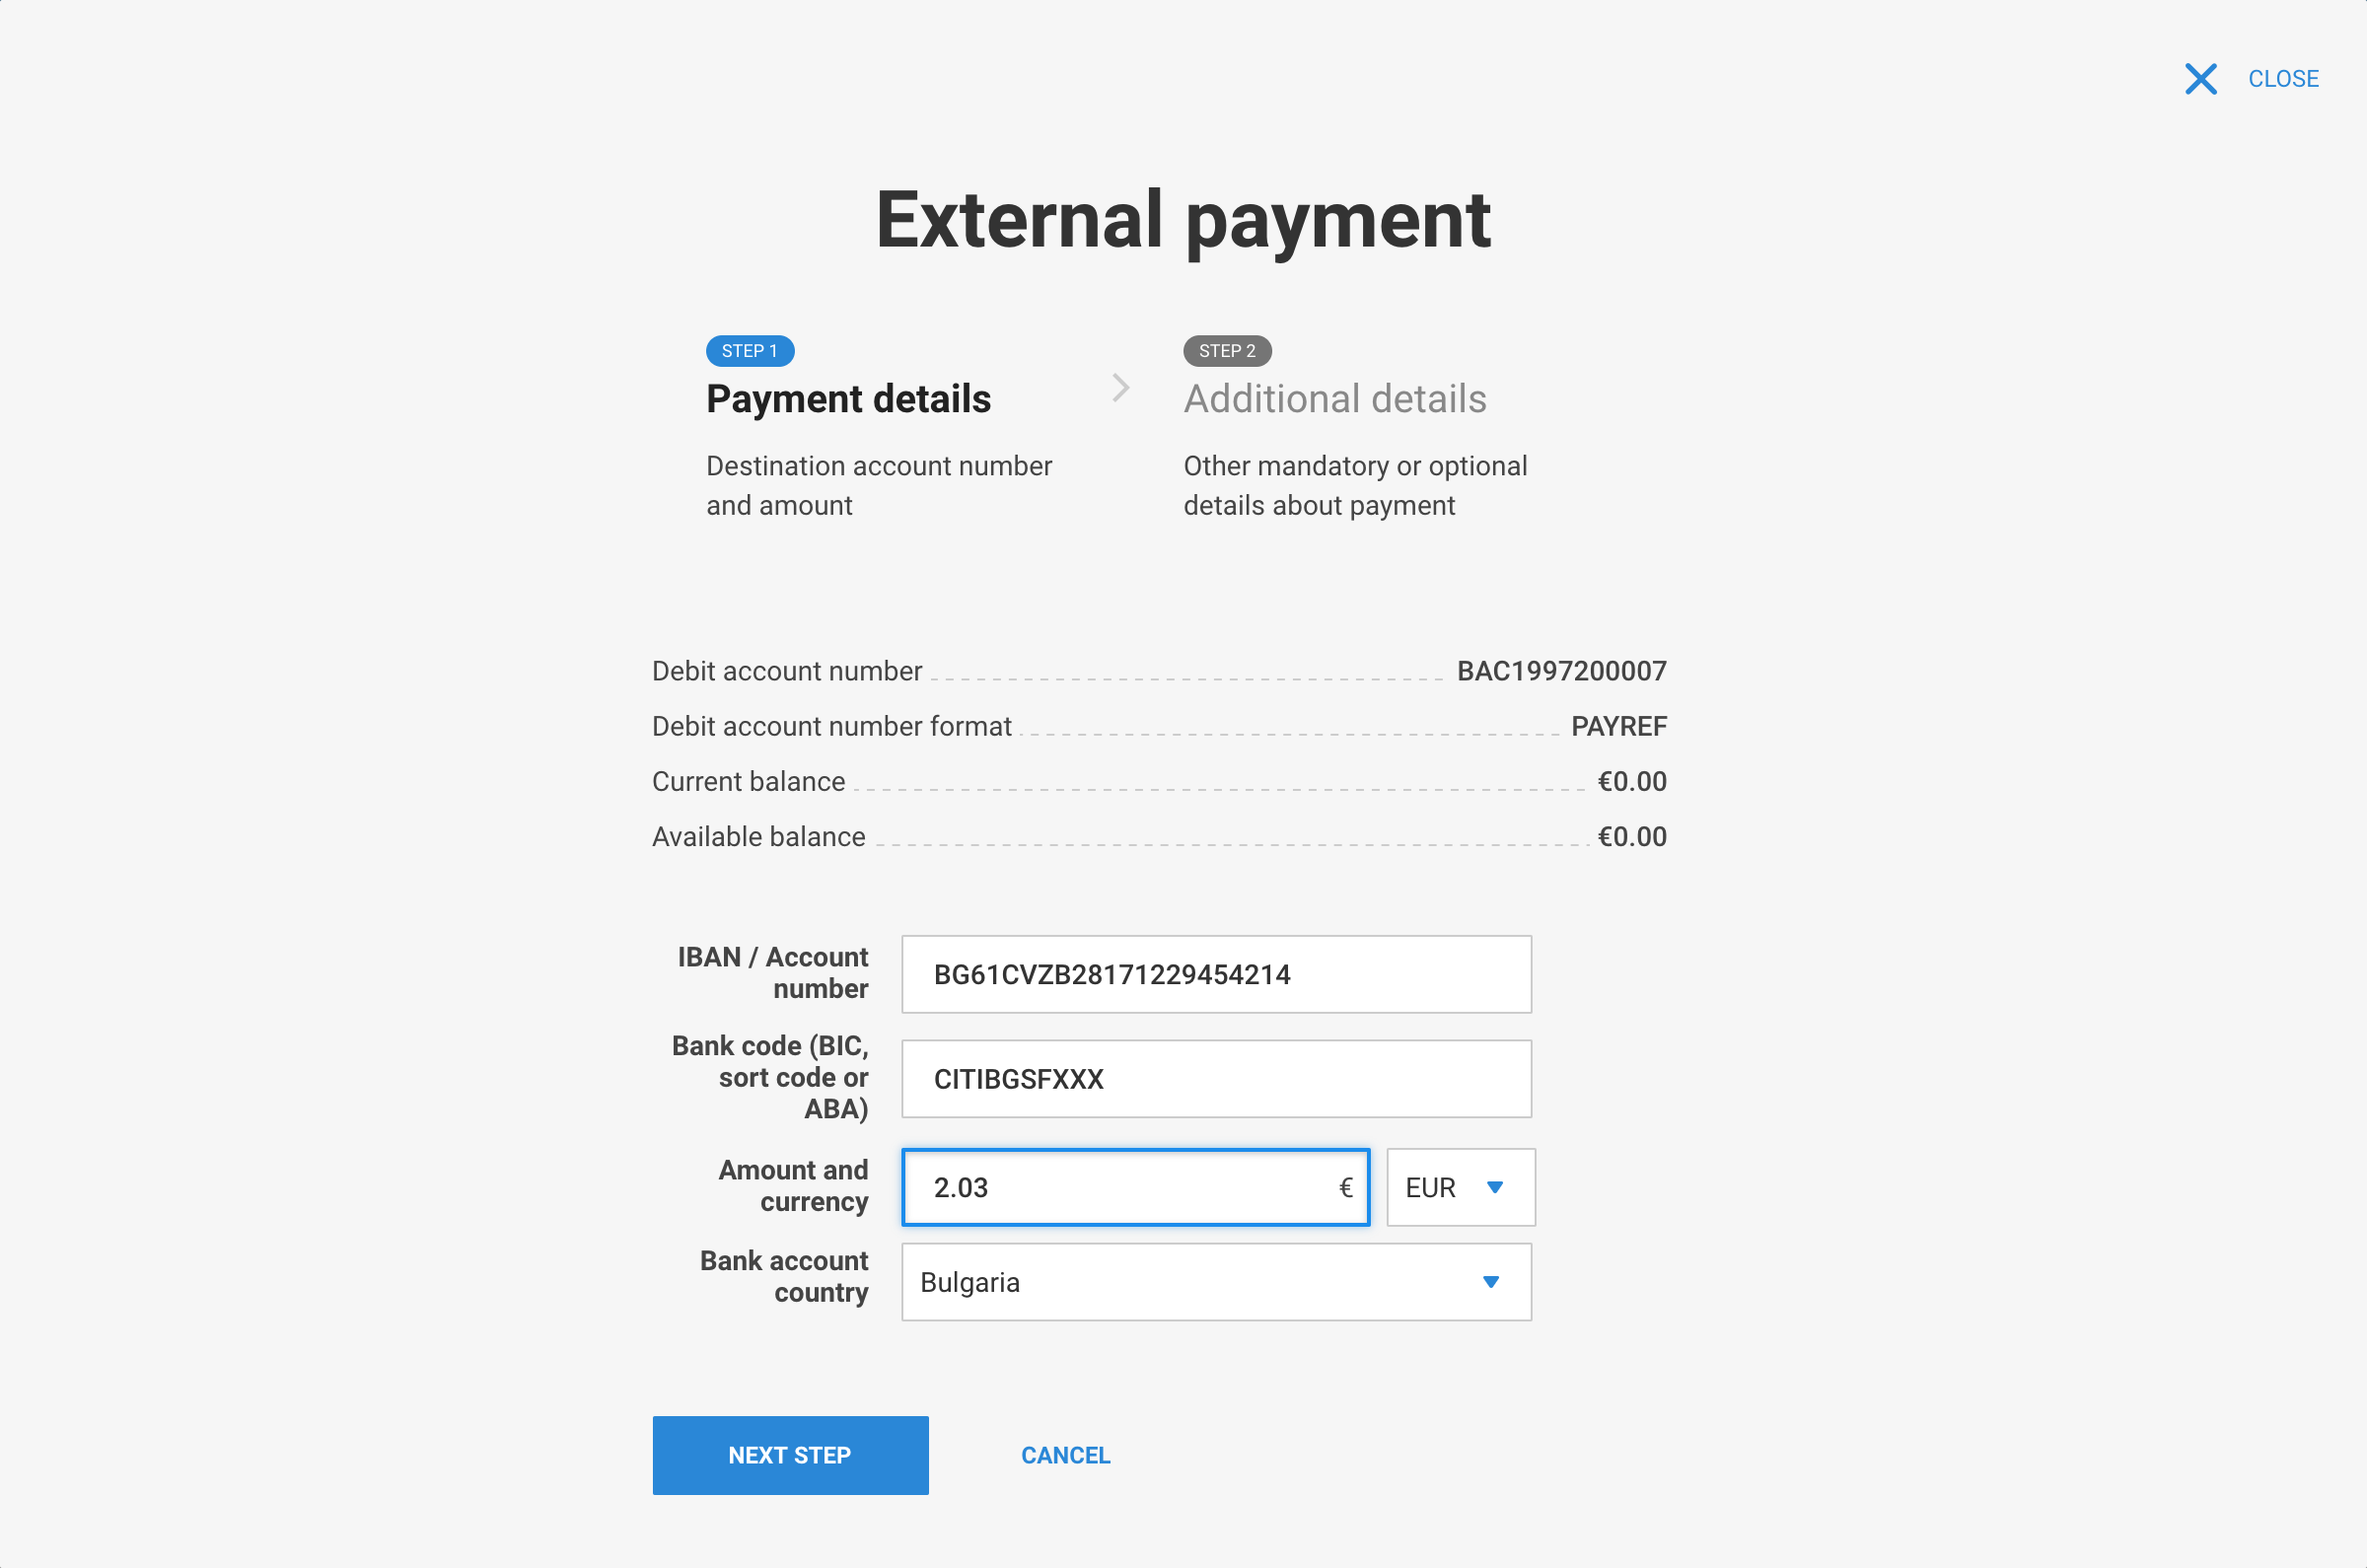 CLOSE
External payment
STEP 1
Payment details
Destination account number
and amount
STEP 2
Additional details
Other mandatory or optional
details about payment
Debit account number BAC1997200007
Debit account number format PAYREF
Current balance €0.00
Available balance €0.00
IBAN / Account
number
BG61CVZB28171229454214
Bank code (BIC,
sort code or
ABA)
CITIBGSFXXX
Amount and
currency
2.03 € EUR
Bank account
country
Bulgaria
NEXT STEP CANCEL